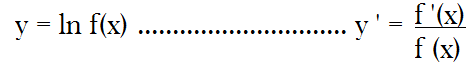 y = ln f(x) .............................. y ' = f '(x) / f (x)